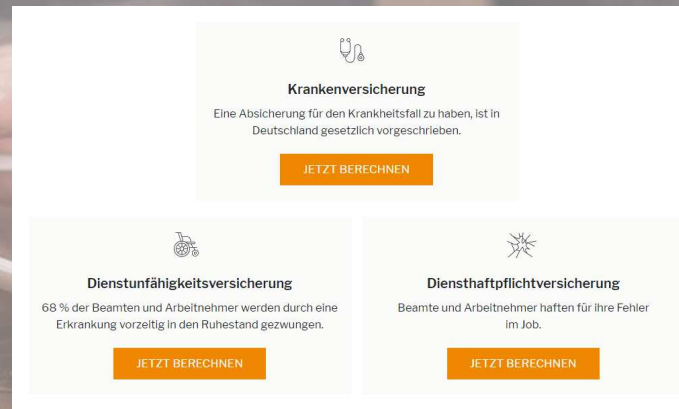 Krankenversicherung
Eine Absicherung für den Krankheitsfall zu haben, ist in
Deutschland gesetzlich vorgeschrieben.
JETZT BERECHNEN
Dienstunfähigkeitsversicherung
68 % der Beamten und Arbeitnehmer werden durch eine
Erkrankung vorzeitig in den Ruhestand gezwungen.
JETZT BERECHNEN
Diensthaftpflichtversicherung
Beamte und Arbeitnehmer haften für ihre Fehler
im Job.
JETZT BERECHNEN